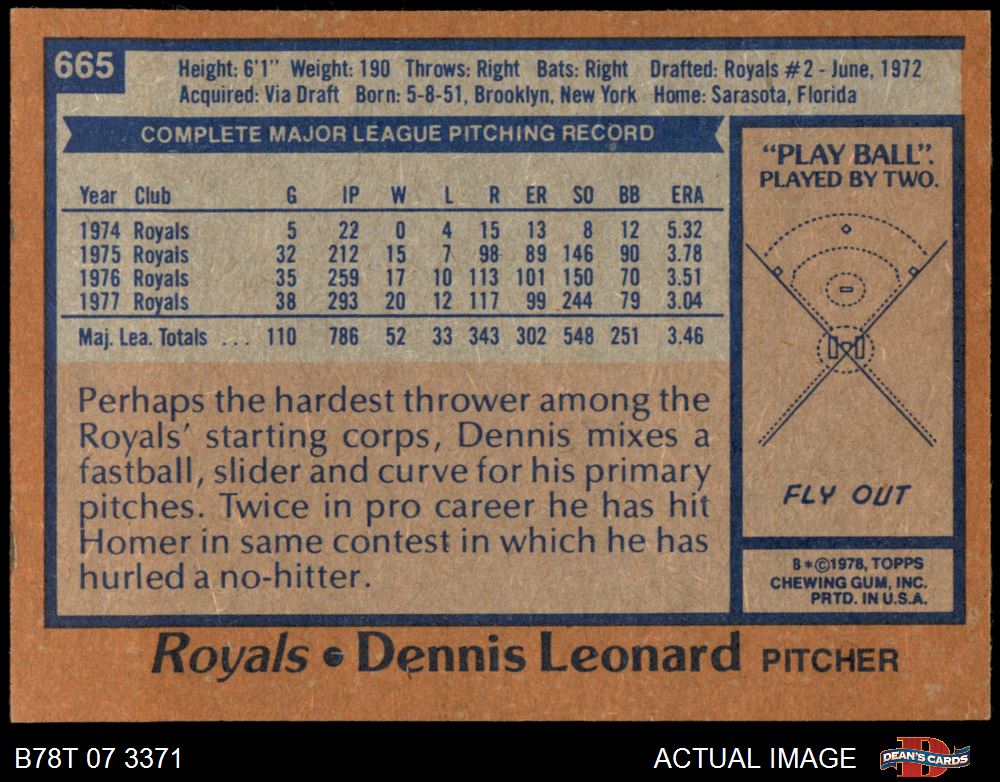 665
Height: 6'1" Weight: 190 Throws: Right Bats: Right Drafted: Royals #2 - June, 1972
Acquired: Via Draft Born: 5-8-51, Brooklyn, New York Home: Sarasota, Florida
COMPLETE MAJOR LEAGUE PITCHING RECORD
Year Club G IP W L R ER SO BB ERA
1974 Royals 5 22 0 4 15 13 8 12 5.32
1975 Royals 32 212 15 7 98 89 146 90 3.78
1976 Royals 35 259 17 10 113 101 150 70 3.51
1977 Royals 38 293 20 12 117 99 244 79 3.04
Maj. Lea. Totals ... 110 786 52 33 343 302 548 251 3.46
Perhaps the hardest thrower among the
Royals' starting corps, Dennis mixes a
fastball, slider and curve for his primary
pitches. Twice in pro career he has hit
Homer in same contest in which he has
hurled a no-hitter.
"PLAY BALL".
PLAYED BY TWO.
FLY OUT
B*©1978, TOPPS
CHEWING GUM, INC.
PRTD. IN U.S.A.
Royals • Dennis Leonard PITCHER
B78T 07 3371
ACTUAL IMAGE
DEAN'S CARDS